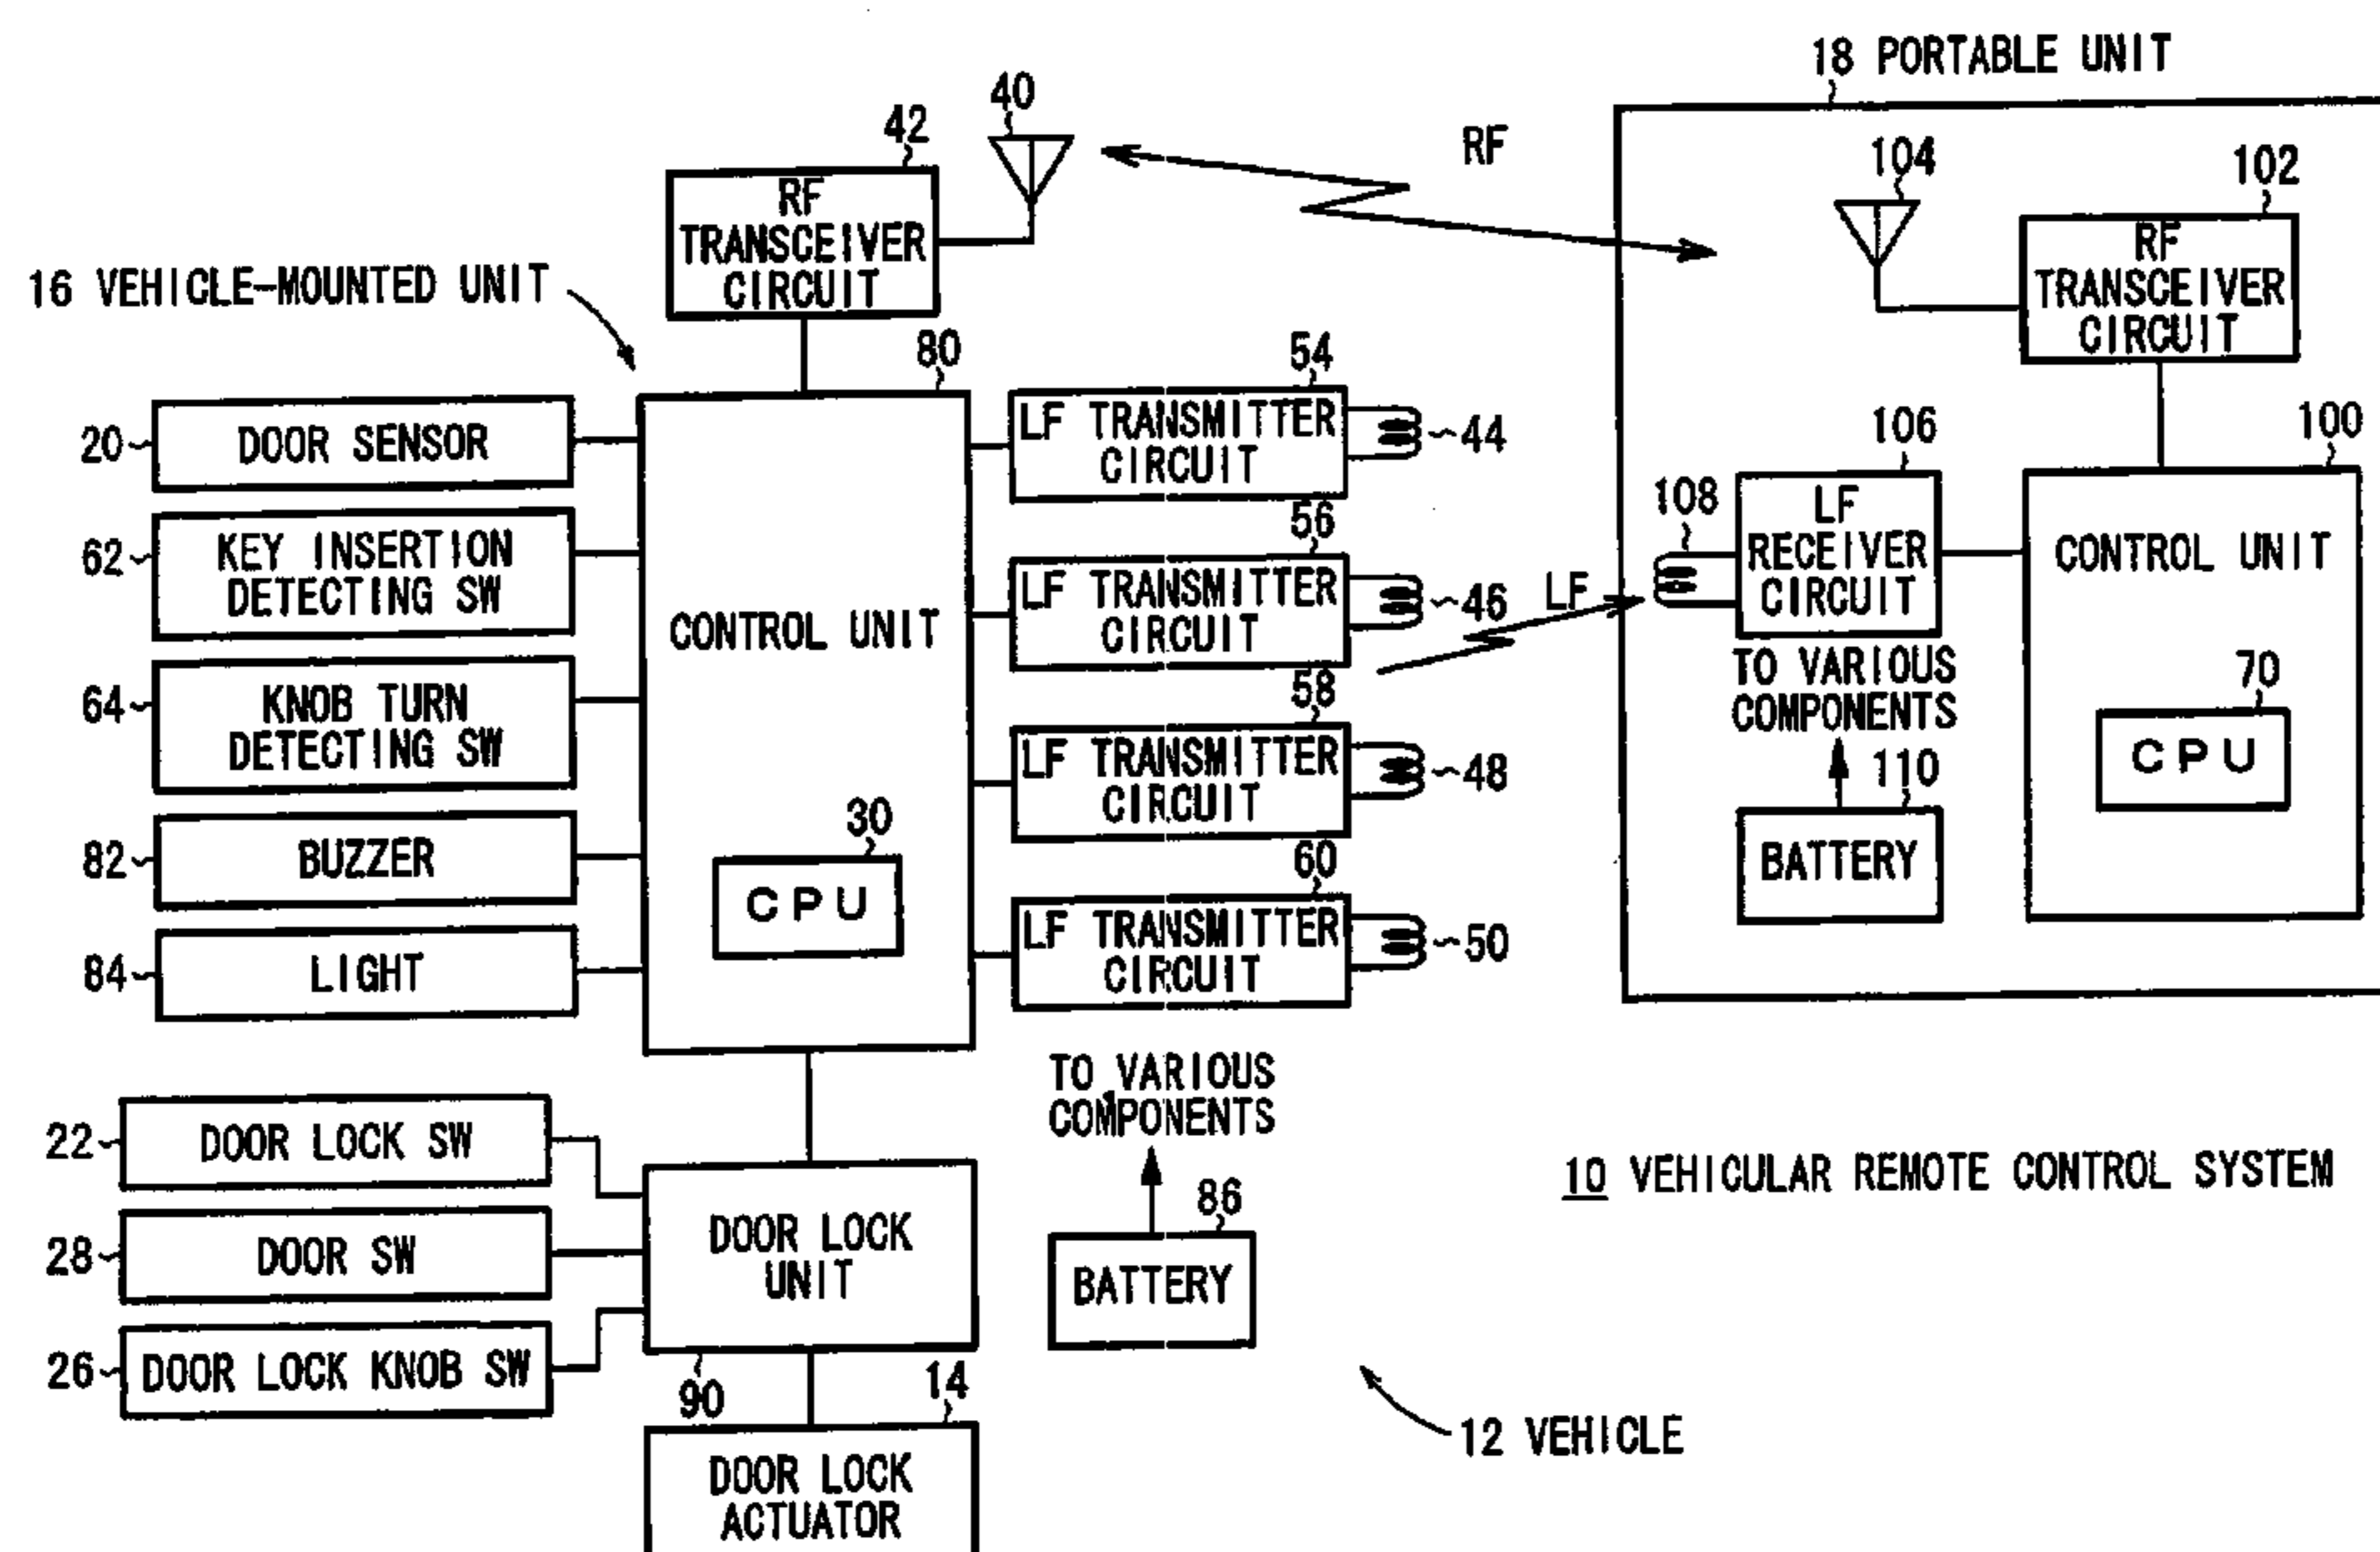 18 PORTABLE UNIT
40
42
RF
104
102
RF
TRANSCEIVER
CIRCUIT
RF
TRANSCEIVER
CIRCUIT
16 VEHICLE-MOUNTED UNIT
80
54
20
DOOR SENSOR
LF TRANSMITTER
CIRCUIT
44
106
100
108
62
KEY INSERTION
DETECTING SW
56
LF TRANSMITTER
CIRCUIT
46
LF
LF
RECEIVER
CIRCUIT
CONTROL UNIT
CONTROL UNIT
64
KNOB TURN
DETECTING SW
58
LF TRANSMITTER
CIRCUIT
48
TO VARIOUS
COMPONENTS
70
CPU
110
BATTERY
82
BUZZER
30
CPU
60
LF TRANSMITTER
CIRCUIT
50
84
LIGHT
TO VARIOUS
COMPONENTS
22
DOOR LOCK SW
10 VEHICULAR REMOTE CONTROL SYSTEM
86
BATTERY
28
DOOR SW
DOOR LOCK
UNIT
26
DOOR LOCK KNOB SW
90
14
12 VEHICLE
DOOR LOCK
ACTUATOR